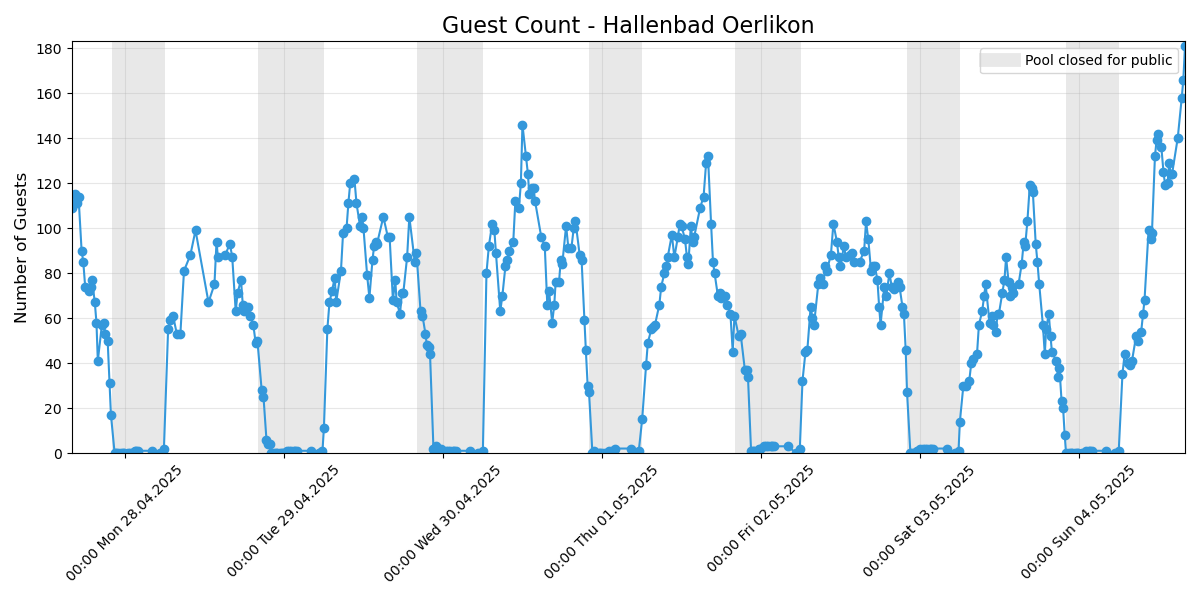 Guest Count - Hallenbad Oerlikon
Pool closed for public
Number of Guests
180
160
140
120
100
80
60
40
20
0
00:00 Mon 28.04.2025
00:00 Tue 29.04.2025
00:00 Wed 30.04.2025
00:00 Thu 01.05.2025
00:00 Fri 02.05.2025
00:00 Sat 03.05.2025
00:00 Sun 04.05.2025